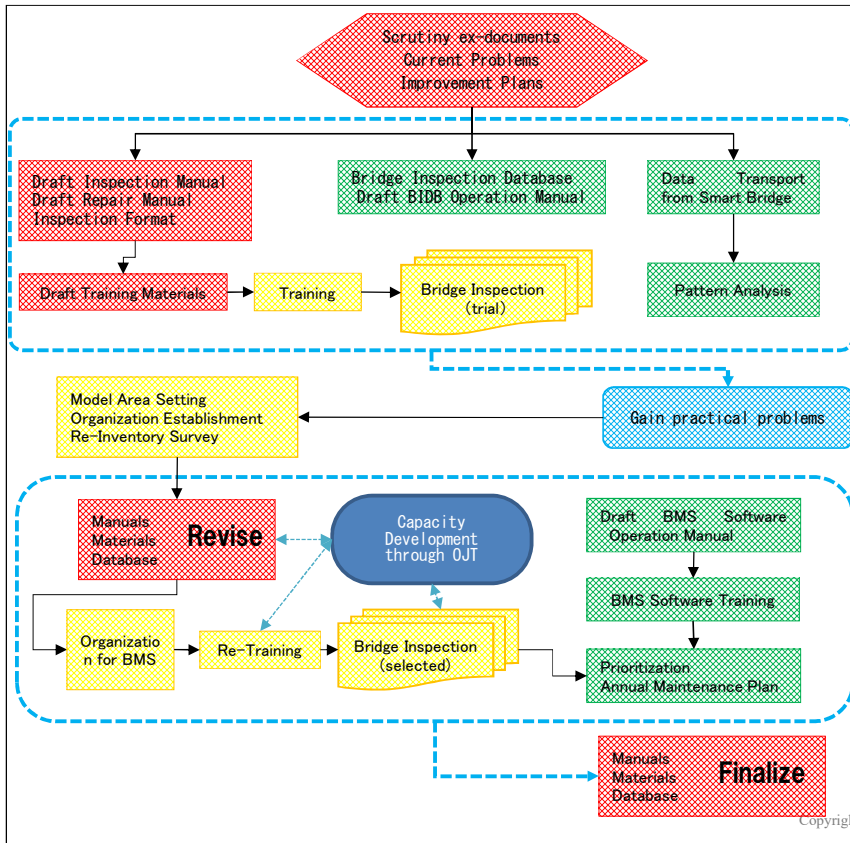 Scrutiny ex-documents
Current Problems
Improvement Plans
Draft Inspection Manual
Draft Repair Manual
Inspection Format
Bridge Inspection Database
Draft BIDB Operation Manual
Data Transport
from Smart Bridge
Draft Training Materials
Training
Bridge Inspection
(trial)
Pattern Analysis
Model Area Setting
Organization Establishment
Re-Inventory Survey
Gain practical problems
Manuals
Materials
Database
Revise
Capacity
Development
through OJT
Draft BMS Software
Operation Manual
BMS Software Training
Organizatio
n for BMS
Re-Training
Bridge Inspection
(selected)
Prioritization
Annual Maintenance Plan
Manuals
Materials
Database
Finalize
Copyrigh